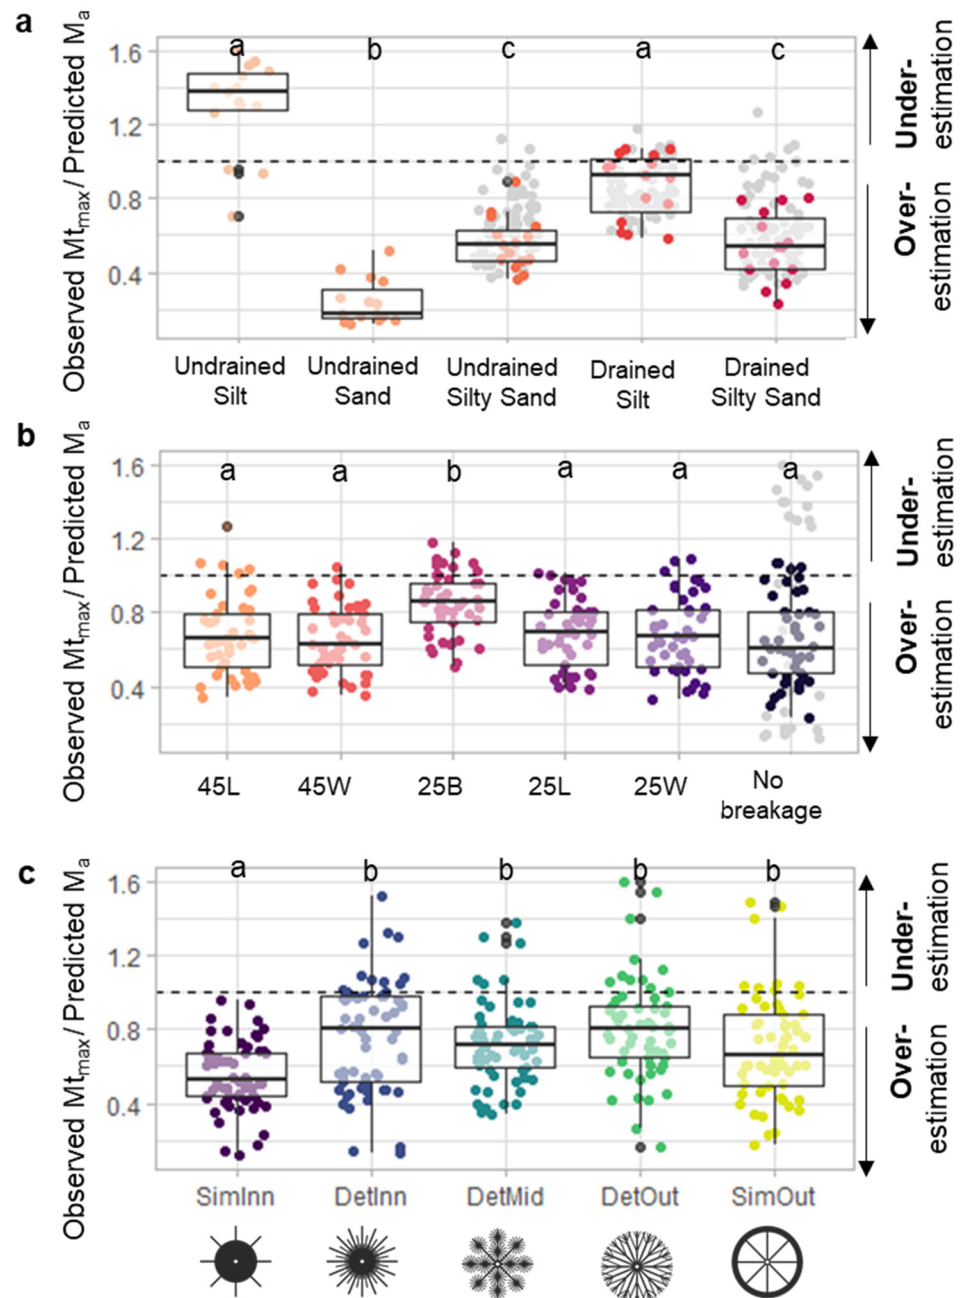 a
Observed Mtmax / Predicted Ma
1.6
1.2
0.8
0.4
a
b
c
a
c
Under-
estimation
Over-
estimation
Undrained
Silt
Undrained
Sand
Undrained
Silty Sand
Drained
Silt
Drained
Silty Sand
b
Observed Mtmax / Predicted Ma
1.6
1.2
0.8
0.4
a
a
b
a
a
a
Under-
estimation
Over-
estimation
45L
45W
25B
25L
25W
No
breakage
c
Observed Mtmax / Predicted Ma
1.6
1.2
0.8
0.4
a
b
b
b
b
Under-
estimation
Over-
estimation
SimInn
DetInn
DetMid
DetOut
SimOut